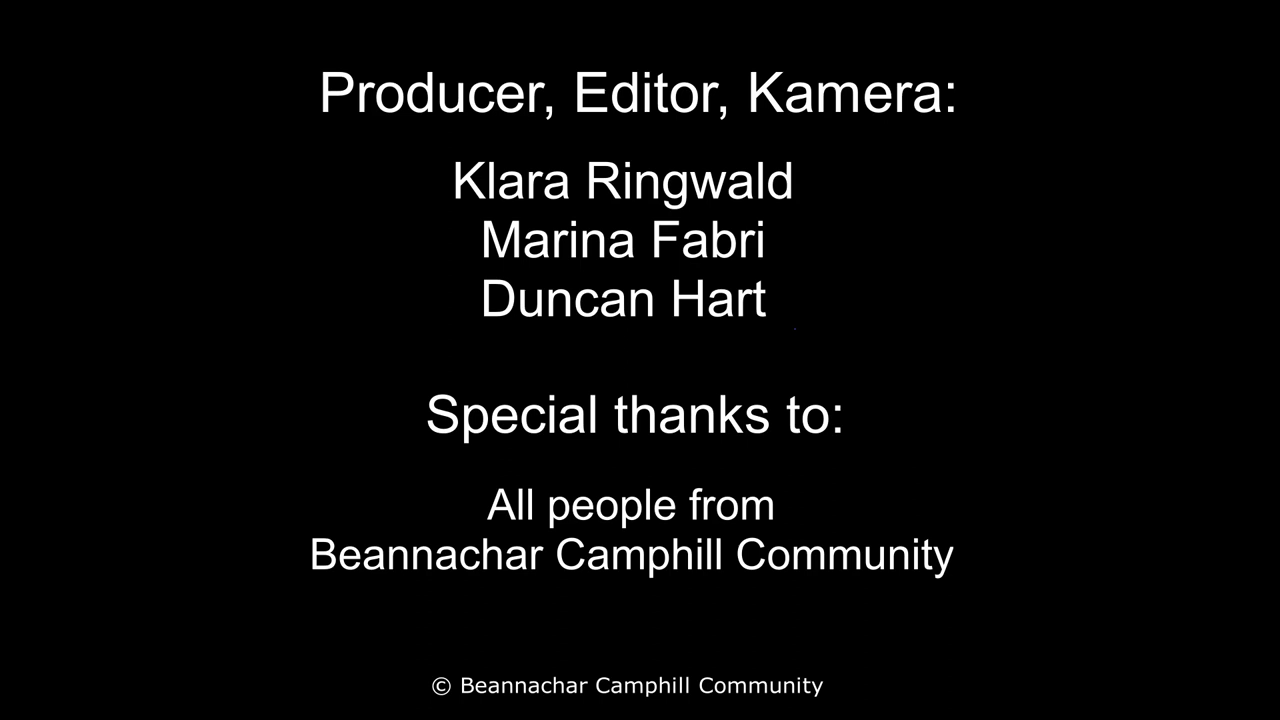 Producer, Editor, Kamera:
Klara Ringwald
Marina Fabri
Duncan Hart
Special thanks to:
All people from
Beannachar Camphill Community
© Beannachar Camphill Community